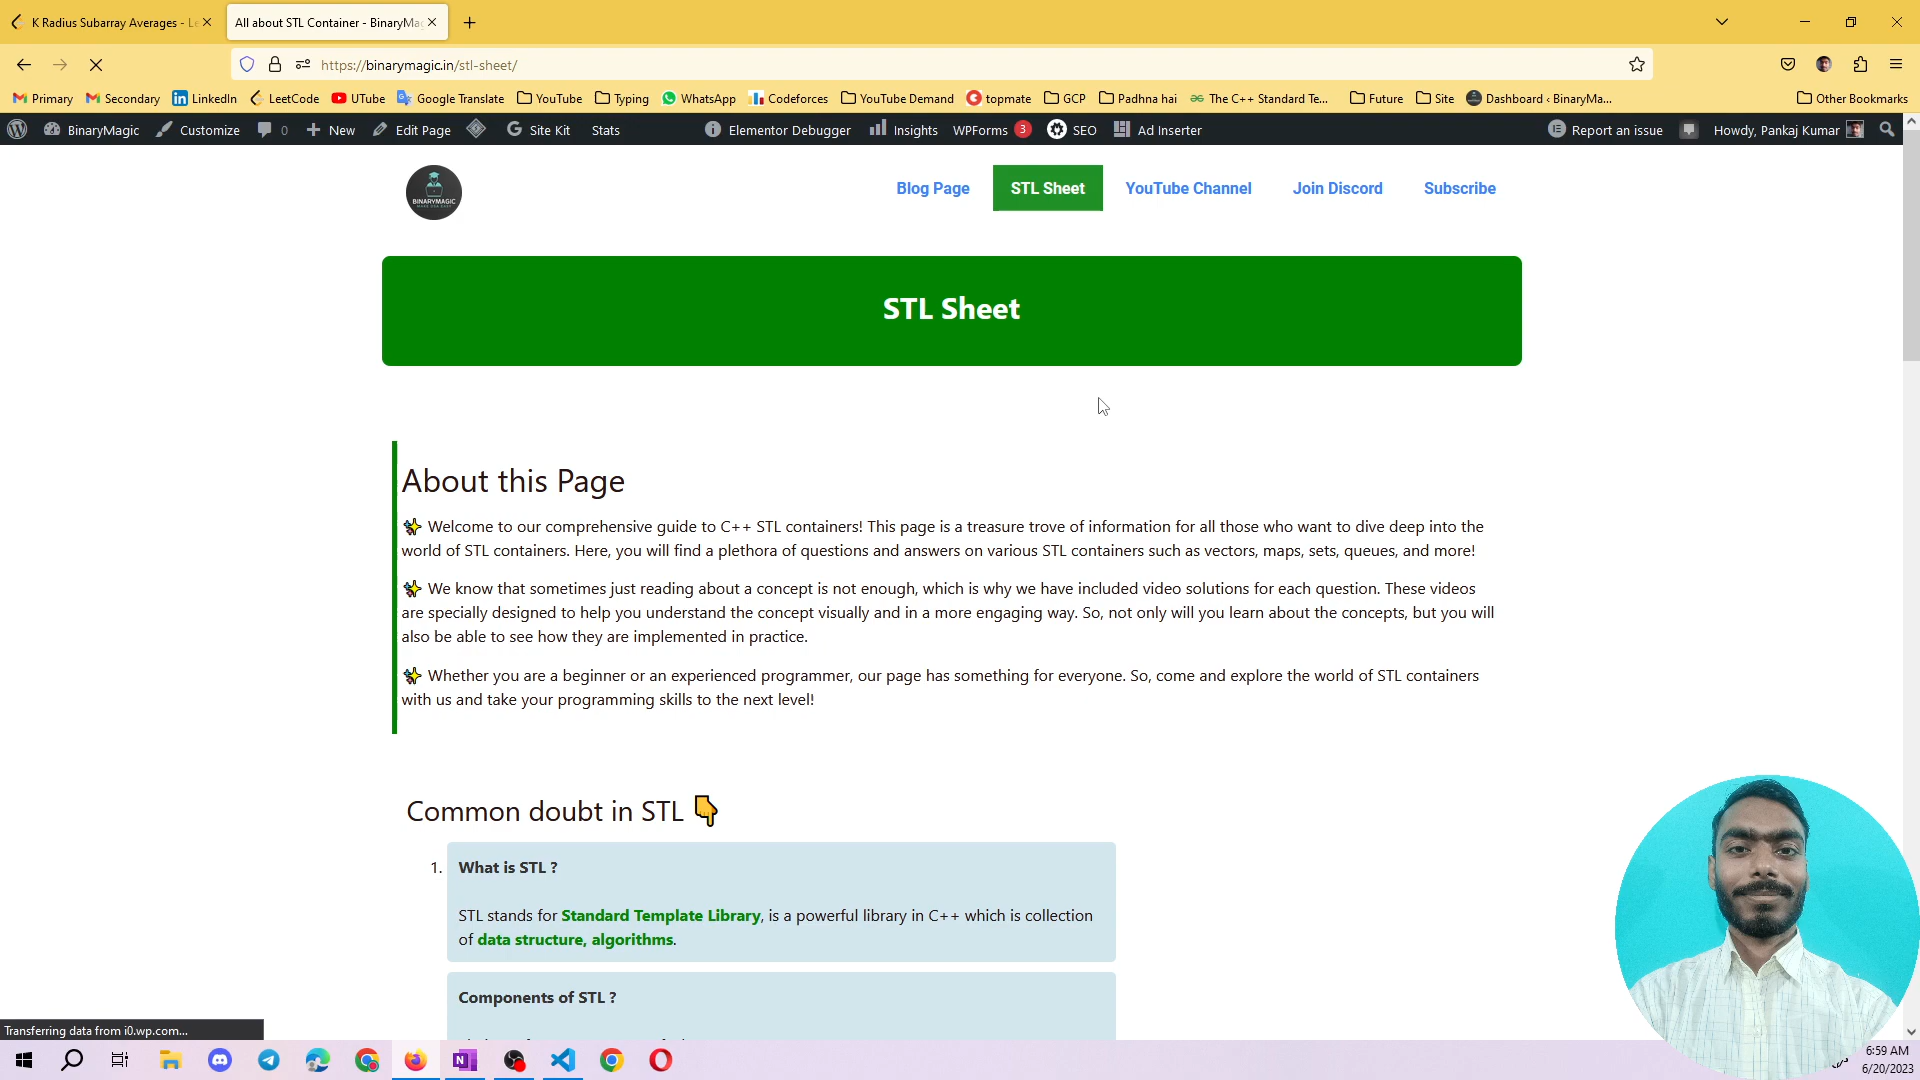 K Radius Subarray Averages - Le
All about STL Container - BinaryMag
https://binarymagic.in/stl-sheet/
Primary Secondary LinkedIn LeetCode UTube Google Translate YouTube Typing WhatsApp Codeforces YouTube Demand topmate GCP Padhna hai The C++ Standard Te... Future Site Dashboard ‹ BinaryMa... Other Bookmarks
BinaryMagic Customize 0 New Edit Page Site Kit Stats Elementor Debugger Insights WPForms 3 SEO Ad Inserter Report an issue Howdy, Pankaj Kumar
BINARYMAGIC
Blog Page STL Sheet YouTube Channel Join Discord Subscribe
STL Sheet
About this Page
✨ Welcome to our comprehensive guide to C++ STL containers! This page is a treasure trove of information for all those who want to dive deep into the
world of STL containers. Here, you will find a plethora of questions and answers on various STL containers such as vectors, maps, sets, queues, and more!
✨ We know that sometimes just reading about a concept is not enough, which is why we have included video solutions for each question. These videos
are specially designed to help you understand the concept visually and in a more engaging way. So, not only will you learn about the concepts, but you will
also be able to see how they are implemented in practice.
✨ Whether you are a beginner or an experienced programmer, our page has something for everyone. So, come and explore the world of STL containers
with us and take your programming skills to the next level!
Common doubt in STL 👇
1. What is STL ?
STL stands for Standard Template Library, is a powerful library in C++ which is collection
of data structure, algorithms.
Components of STL ?
Transferring data from i0.wp.com...
6:59 AM
6/20/2023